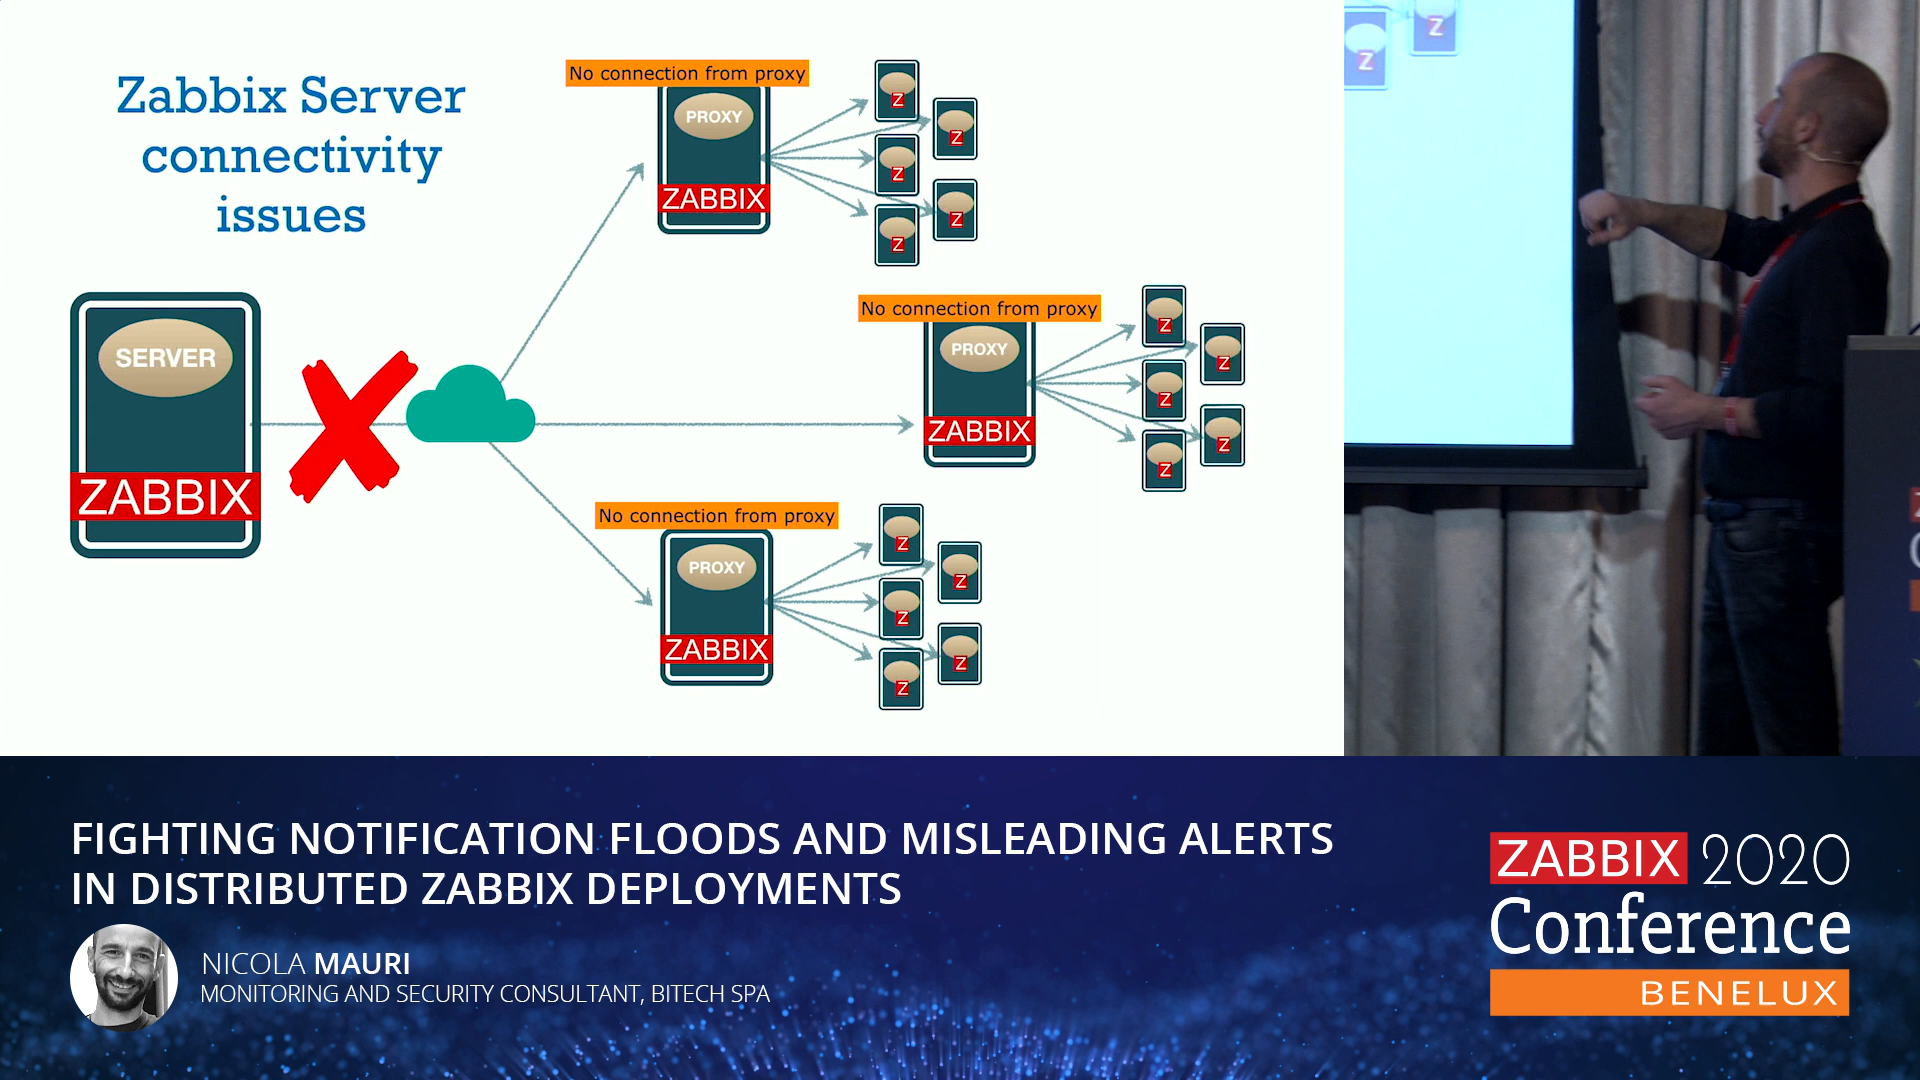 Zabbix Server
connectivity
issues
No connection from proxy
PROXY
ZABBIX
Z
Z
Z
Z
Z
SERVER
ZABBIX
No connection from proxy
PROXY
ZABBIX
Z
Z
Z
Z
Z
No connection from proxy
PROXY
ZABBIX
Z
Z
Z
Z
Z
Z
Z
FIGHTING NOTIFICATION FLOODS AND MISLEADING ALERTS
IN DISTRIBUTED ZABBIX DEPLOYMENTS
NICOLA MAURI
MONITORING AND SECURITY CONSULTANT, BITECH SPA
ZABBIX 2020
Conference
BENELUX